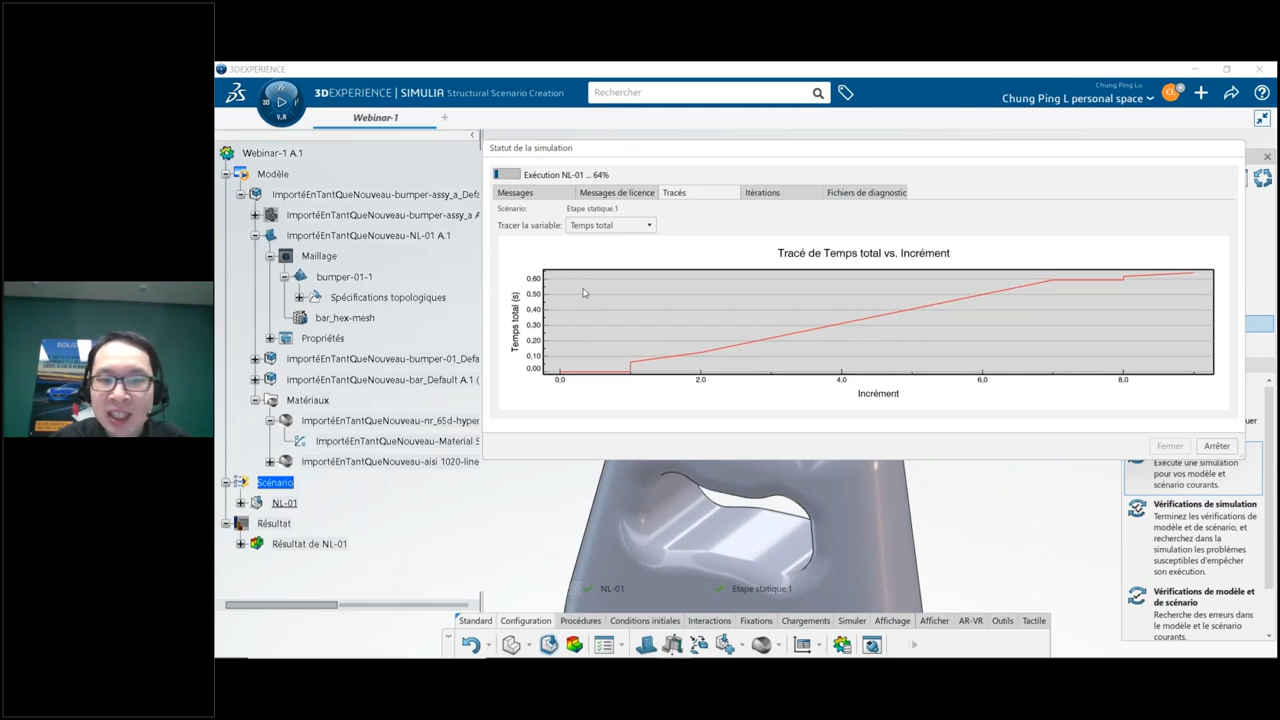 3DEXPERIENCE
3DEXPERIENCE | SIMULIA Structural Scenario Creation
Rechercher
Chung Ping Lu
Chung Ping L personal space
Webinar-1
Webinar-1 A.1
Modèle
ImportéEnTantQueNouveau-bumper-assy_a_Defa
ImportéEnTantQueNouveau-bumper-assy_a A
ImportéEnTantQueNouveau-NL-01 A.1
Maillage
bumper-01-1
Spécifications topologiques
bar_hex-mesh
Propriétés
ImportéEnTantQueNouveau-bumper-01_Defa
ImportéEnTantQueNouveau-bar_Default A.1 (
Matériaux
ImportéEnTantQueNouveau-nr_65d-hyper
ImportéEnTantQueNouveau-Material S
ImportéEnTantQueNouveau-aisi 1020-line
Scénario
NL-01
Résultat
Résultat de NL-01
Statut de la simulation
Exécution NL-01 ... 64%
Messages
Messages de licence
Tracés
Itérations
Fichiers de diagnostic
Scénario:
Etape statique.1
Tracer la variable:
Temps total
Tracé de Temps total vs. Incrément
Temps total (s)
0,60
0,50
0,40
0,30
0,20
0,10
0,00
0,0
2,0
4,0
6,0
8,0
Incrément
Fermer
Arrêter
NL-01
Etape statique.1
uer
Exécute une simulation
pour vos modèle et
scénario courants.
Vérifications de simulation
Terminez les vérifications de
modèle et de scénario, et
recherchez dans la
simulation les problèmes
susceptibles d'empêcher
son exécution.
Vérifications de modèle et
de scénario
Recherche des erreurs dans
le modèle et le scénario
courants.
Standard
Configuration
Procédures
Conditions initiales
Interactions
Fixations
Chargements
Simuler
Affichage
Afficher
AR-VR
Outils
Tactile